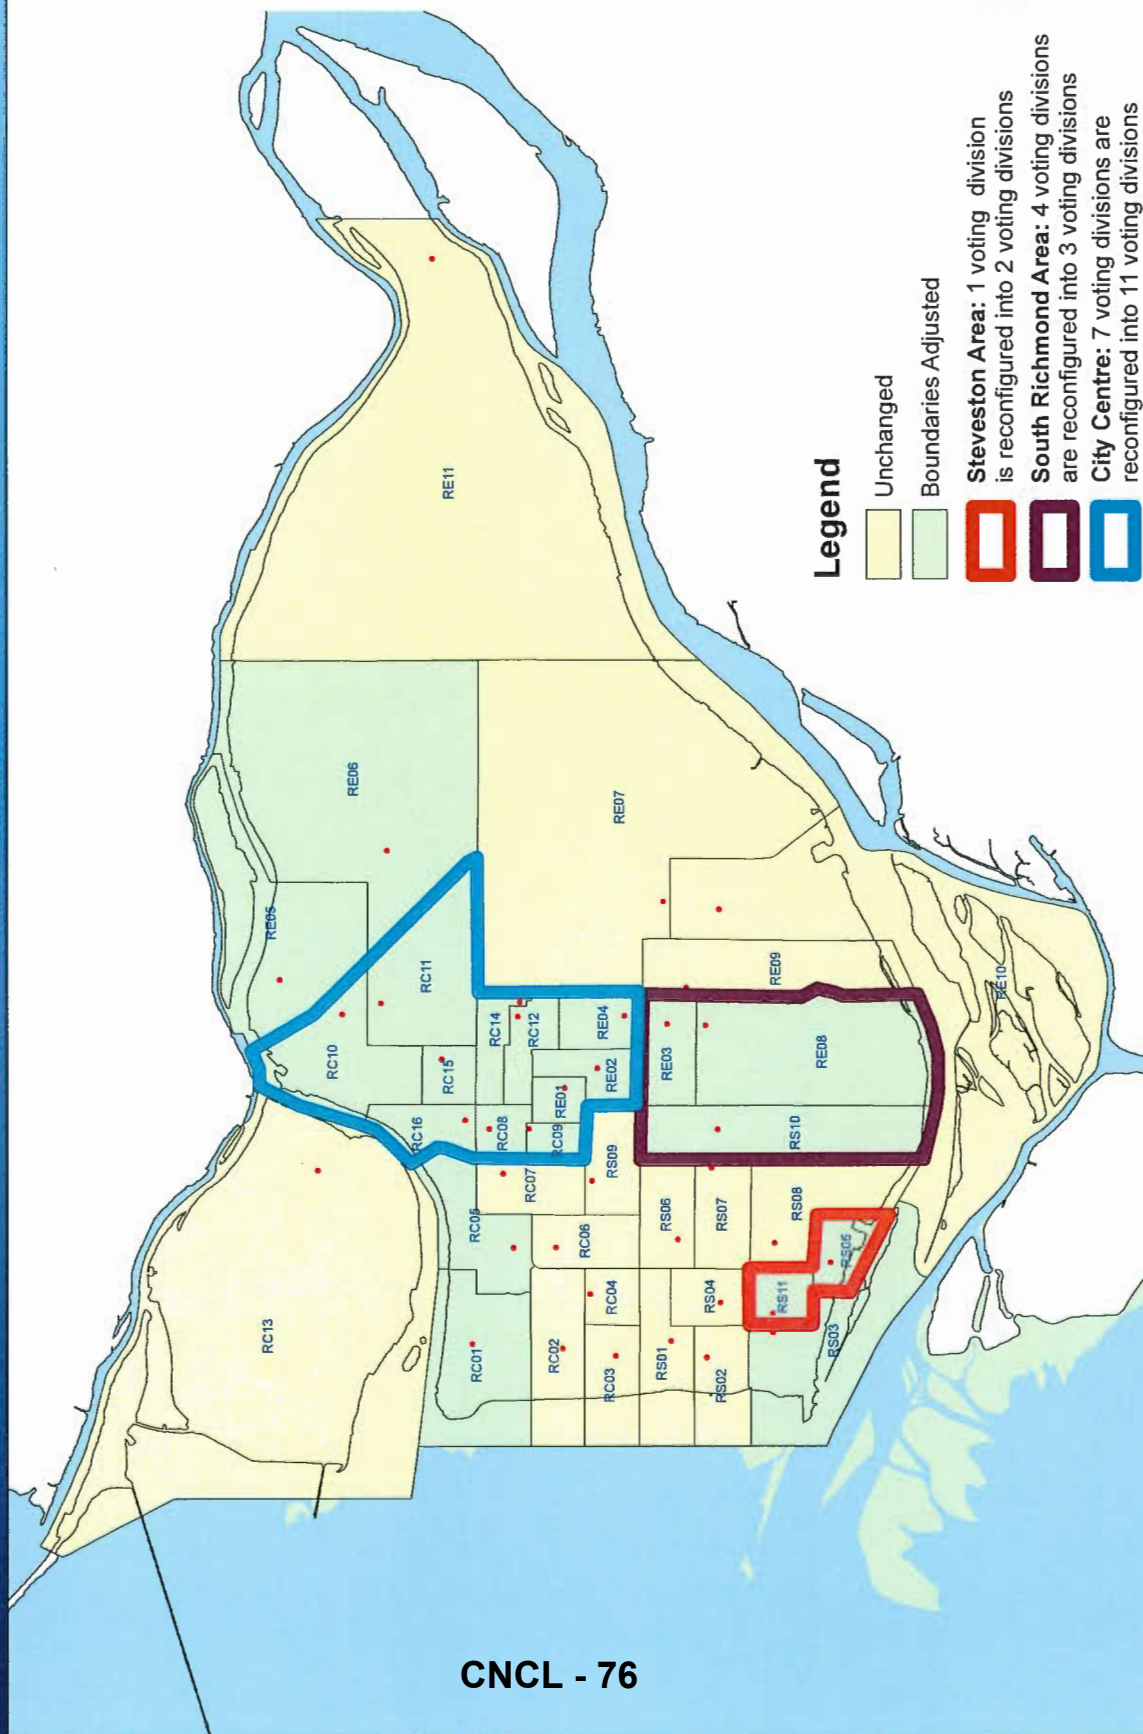 RE11
RE06
RE05
RE07
RC11
RC10
RC14
RC12
RE04
RC15
RE02
RE01
RC16
RC08
RC09
RE03
RE08
RE09
RE10
RS10
RC13
RC05
RC07
RS09
RC06
RS06
RS07
RS08
RC04
RS04
RS11
RS05
RC01
RC02
RC03
RS01
RS02
RS03
Legend
Unchanged
Boundaries Adjusted
Steveston Area: 1 voting division
is reconfigured into 2 voting divisions
South Richmond Area: 4 voting divisions
are reconfigured into 3 voting divisions
City Centre: 7 voting divisions are
reconfigured into 11 voting divisions
CNCL - 76